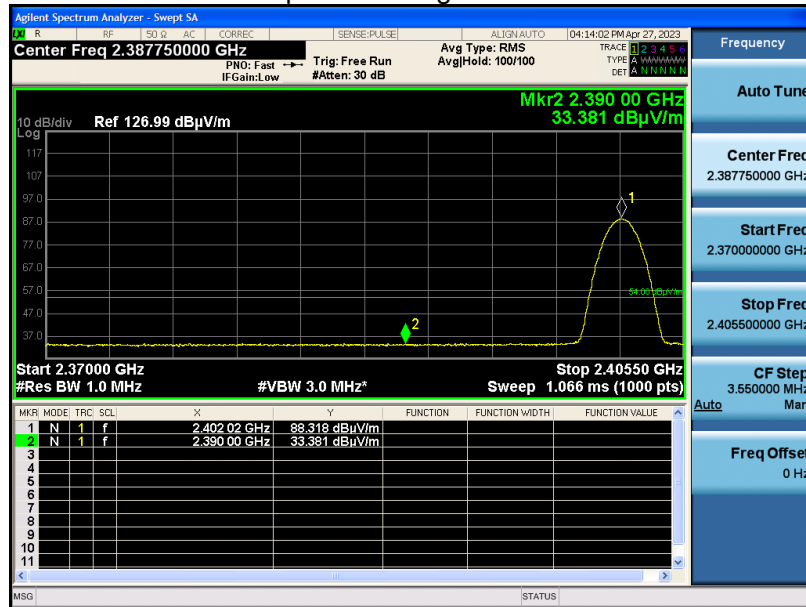 Agilent Spectrum Analyzer - Swept SA
LXI R RF 50 Ω AC CORREC SENSE:PULSE ALIGN AUTO 04:14:02 PM Apr 27, 2023
Center Freq 2.387750000 GHz
PNO: Fast
IFGain:Low
Trig: Free Run
#Atten: 30 dB
Avg Type: RMS
Avg|Hold: 100/100
TRACE 1 2 3 4 5 6
TYPE A WWWWW
DET A N N N N N
Mkr2 2.390 00 GHz
33.381 dBµV/m
10 dB/div Ref 126.99 dBµV/m
Log
117
107
97.0
87.0
77.0
67.0
57.0
47.0
37.0
1
54.00 dBµV/m
2
Start 2.37000 GHz Stop 2.40550 GHz
#Res BW 1.0 MHz #VBW 3.0 MHz* Sweep 1.066 ms (1000 pts)
MKR MODE TRC SCL X Y FUNCTION FUNCTION WIDTH FUNCTION VALUE
1 N 1 f 2.402 02 GHz 88.318 dBµV/m
2 N 1 f 2.390 00 GHz 33.381 dBµV/m
3
4
5
6
7
8
9
10
11
MSG STATUS
Frequency
Auto Tune
Center Freq
2.387750000 GHz
Start Freq
2.370000000 GHz
Stop Freq
2.405500000 GHz
CF Step
3.550000 MHz
Auto Man
Freq Offset
0 Hz